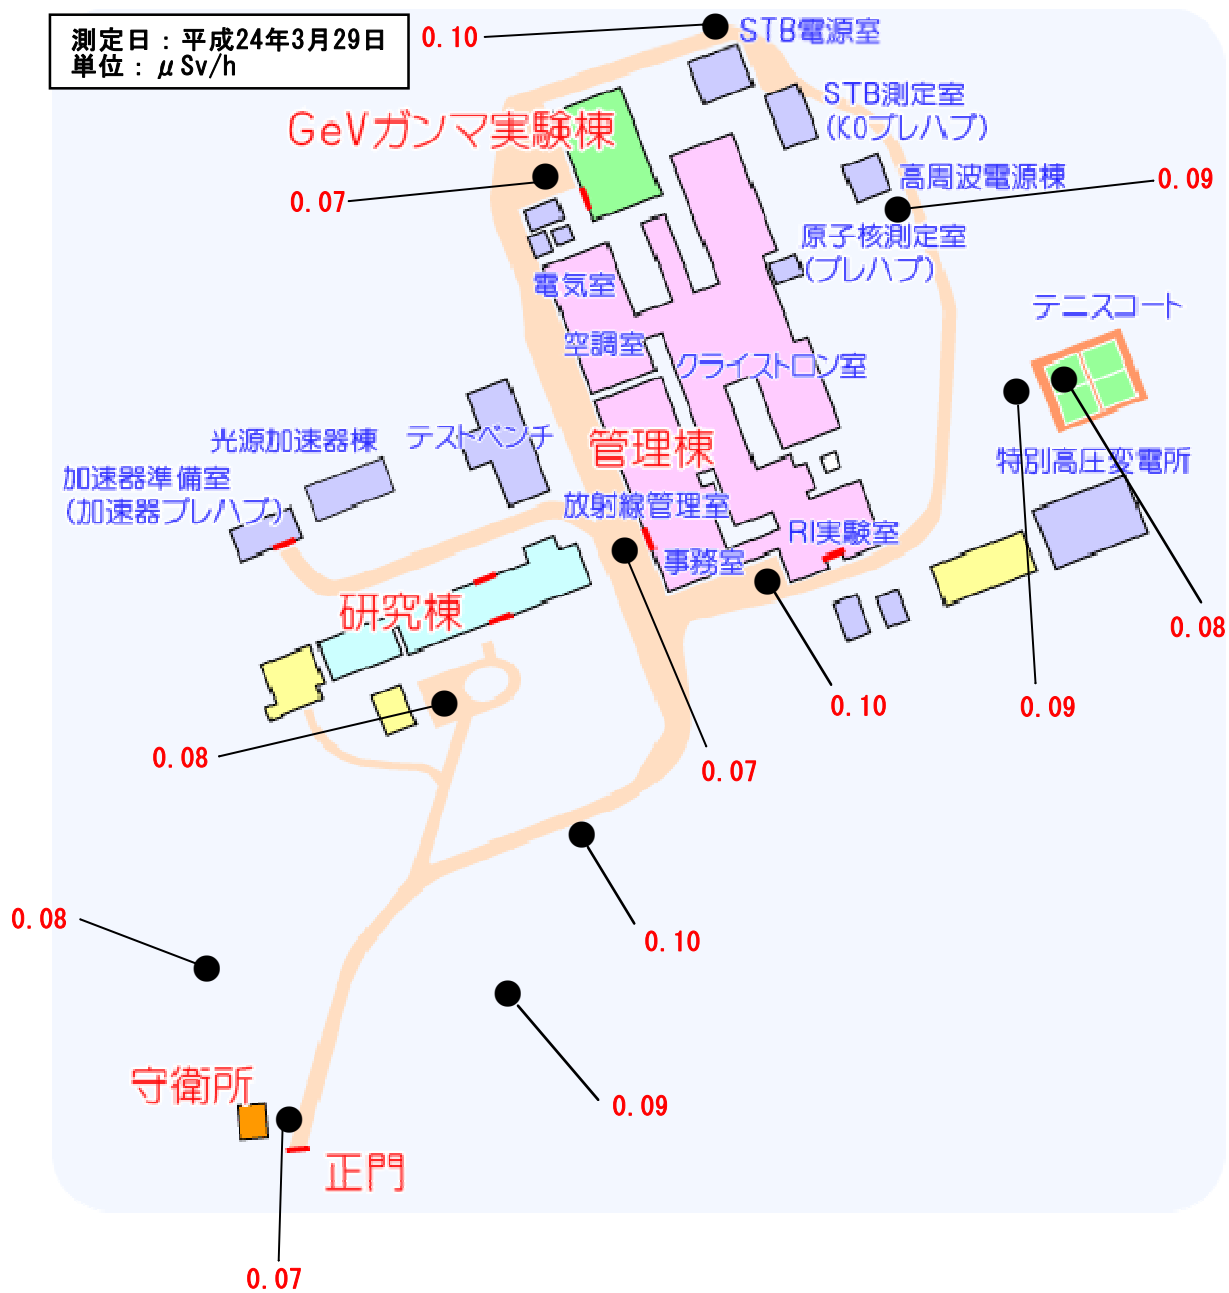 測定日：平成24年3月29日
単位：μSv/h
0.10
STB電源室
STB測定室
(K0プレハブ)
GeVガンマ実験棟
高周波電源棟
0.09
0.07
原子核測定室
(プレハブ)
電気室
テニスコート
空調室
クライストロン室
光源加速器棟
テストベンチ
管理棟
特別高圧変電所
加速器準備室
(加速器プレハブ)
放射線管理室
RI実験室
事務室
研究棟
0.08
0.10
0.09
0.08
0.07
0.08
0.10
0.09
守衛所
正門
0.07